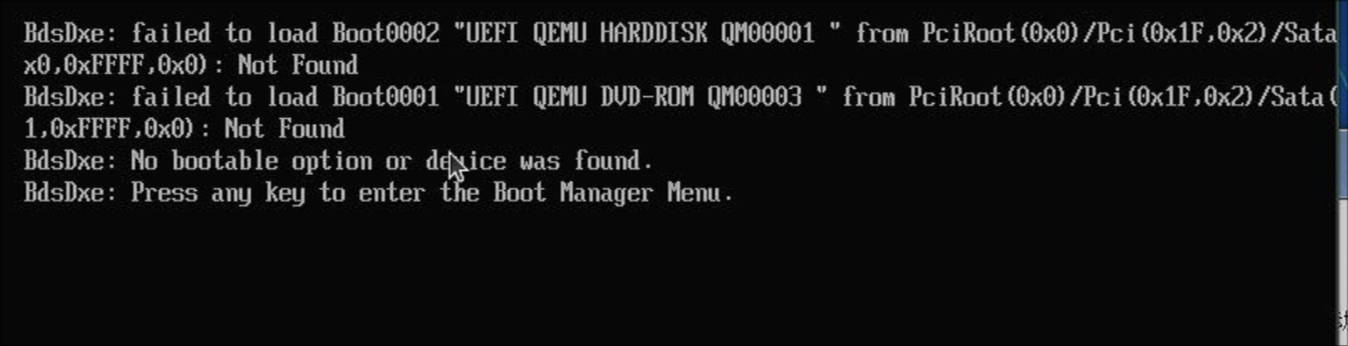 BdsDxe: failed to load Boot0002 "UEFI QEMU HARDDISK QM00001 " from PciRoot(0x0)/Pci(0x1F,0x2)/Sata
x0,0xFFFF,0x0): Not Found
BdsDxe: failed to load Boot0001 "UEFI QEMU DVD-ROM QM00003 " from PciRoot(0x0)/Pci(0x1F,0x2)/Sata(
1,0xFFFF,0x0): Not Found
BdsDxe: No bootable option or device was found.
BdsDxe: Press any key to enter the Boot Manager Menu.